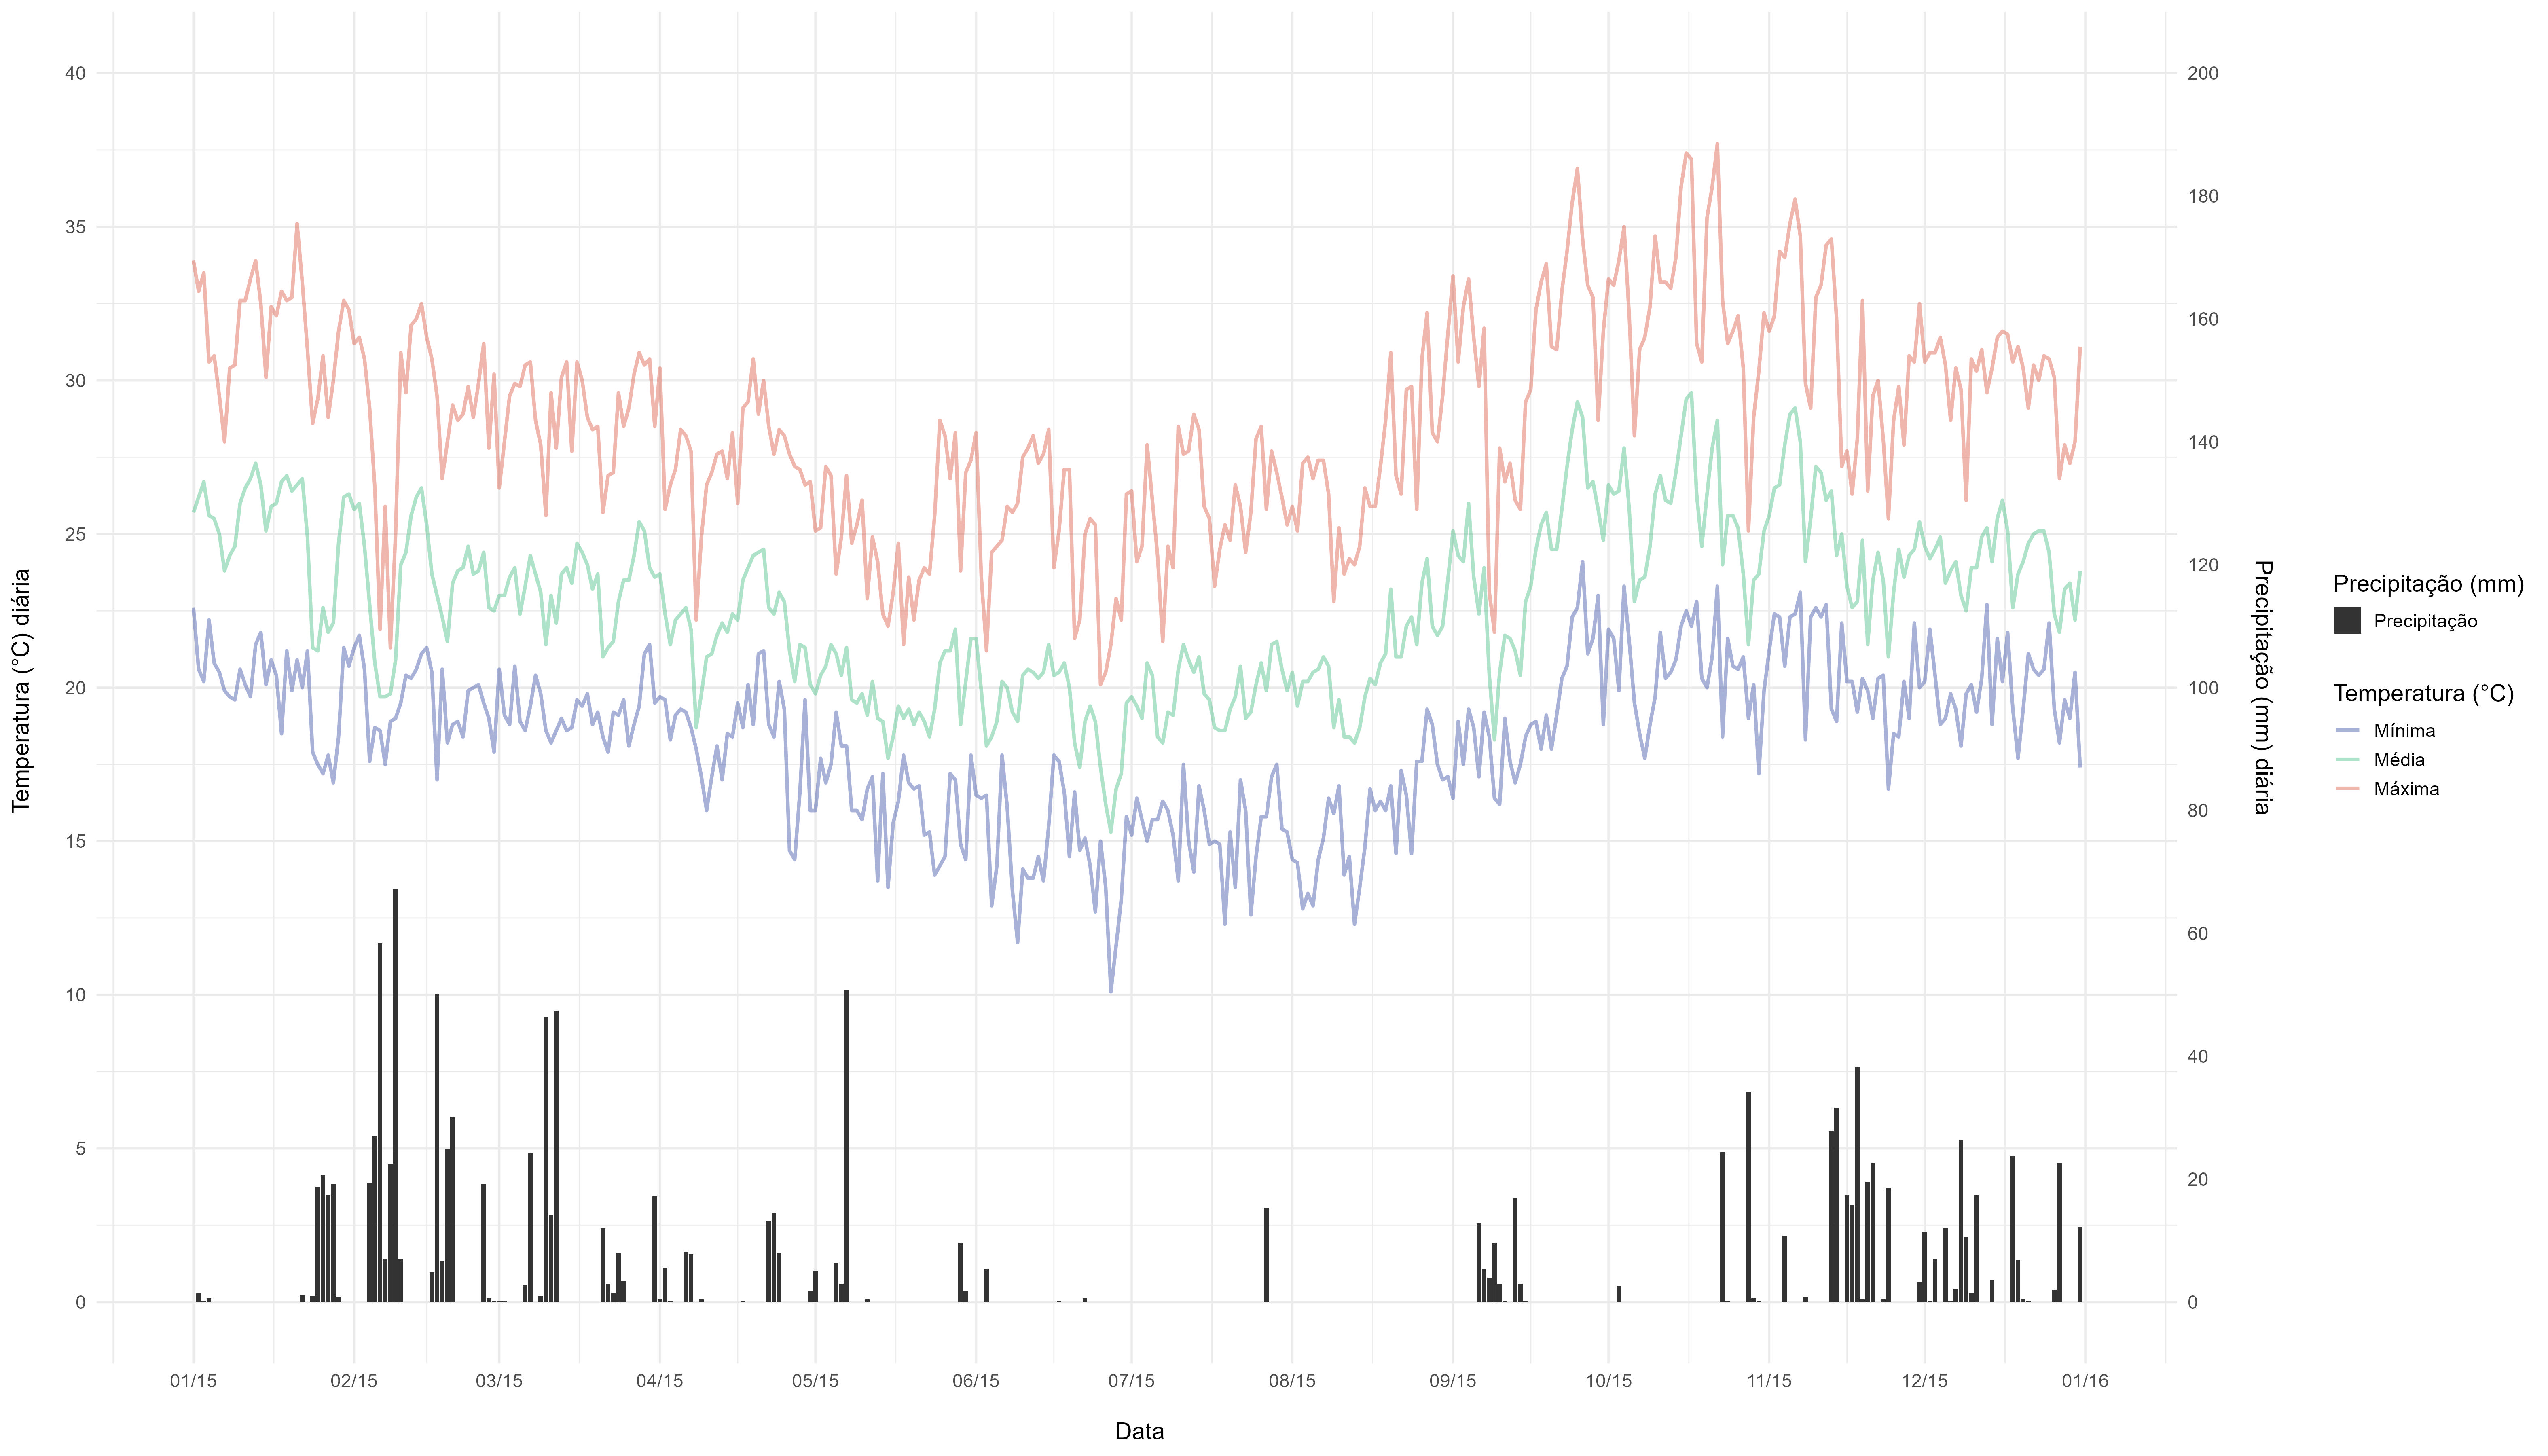 40
35
30
25
20
15
10
5
0
Temperatura (°C) diária
200
180
160
140
120
100
80
60
40
20
0
Precipitação (mm) diária
01/15 02/15 03/15 04/15 05/15 06/15 07/15 08/15 09/15 10/15 11/15 12/15 01/16
Data
Precipitação (mm)
Precipitação
Temperatura (°C)
Mínima
Média
Máxima